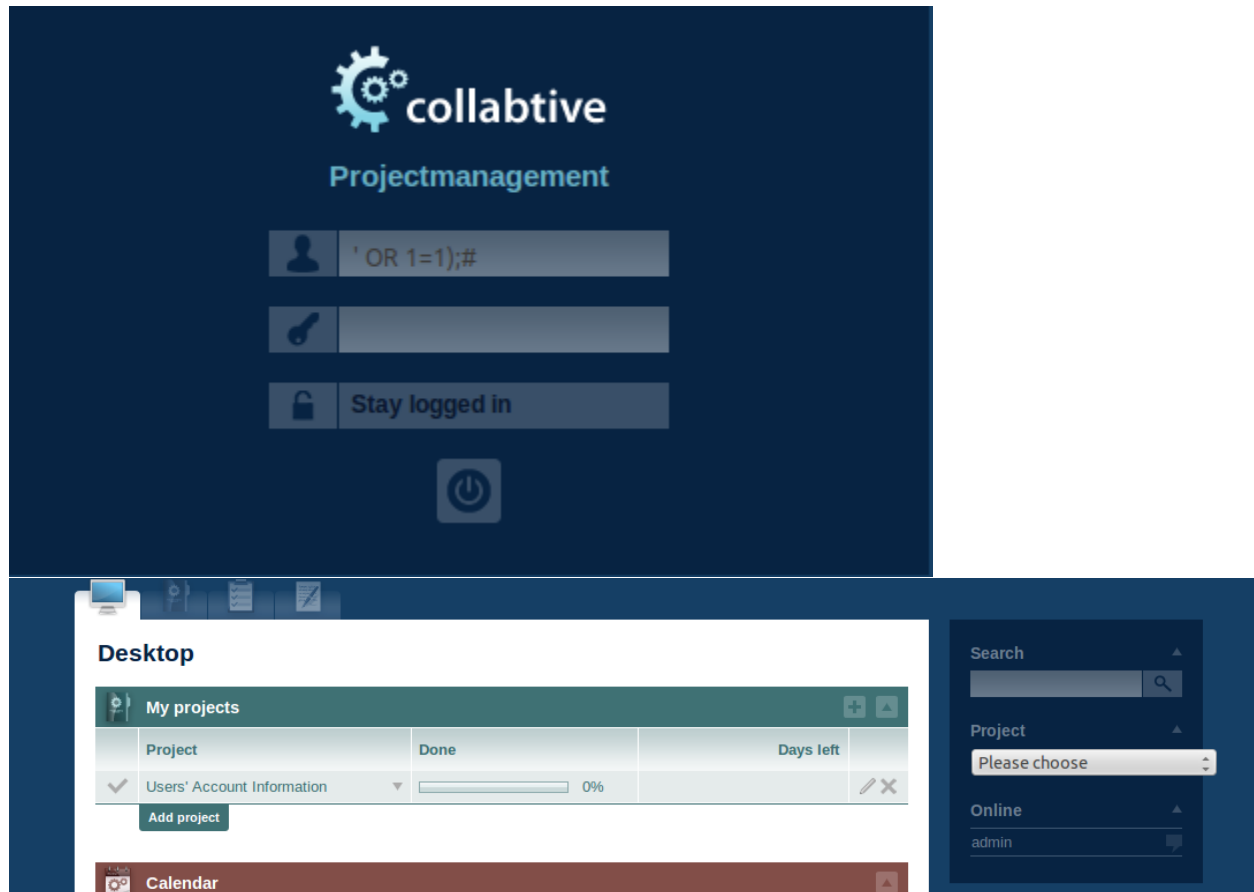 collabtive
Projectmanagement
' OR 1=1);#
Stay logged in
Desktop
My projects
Project Done Days left
Users' Account Information 0%
Add project
Calendar
Search
Project
Please choose
Online
admin